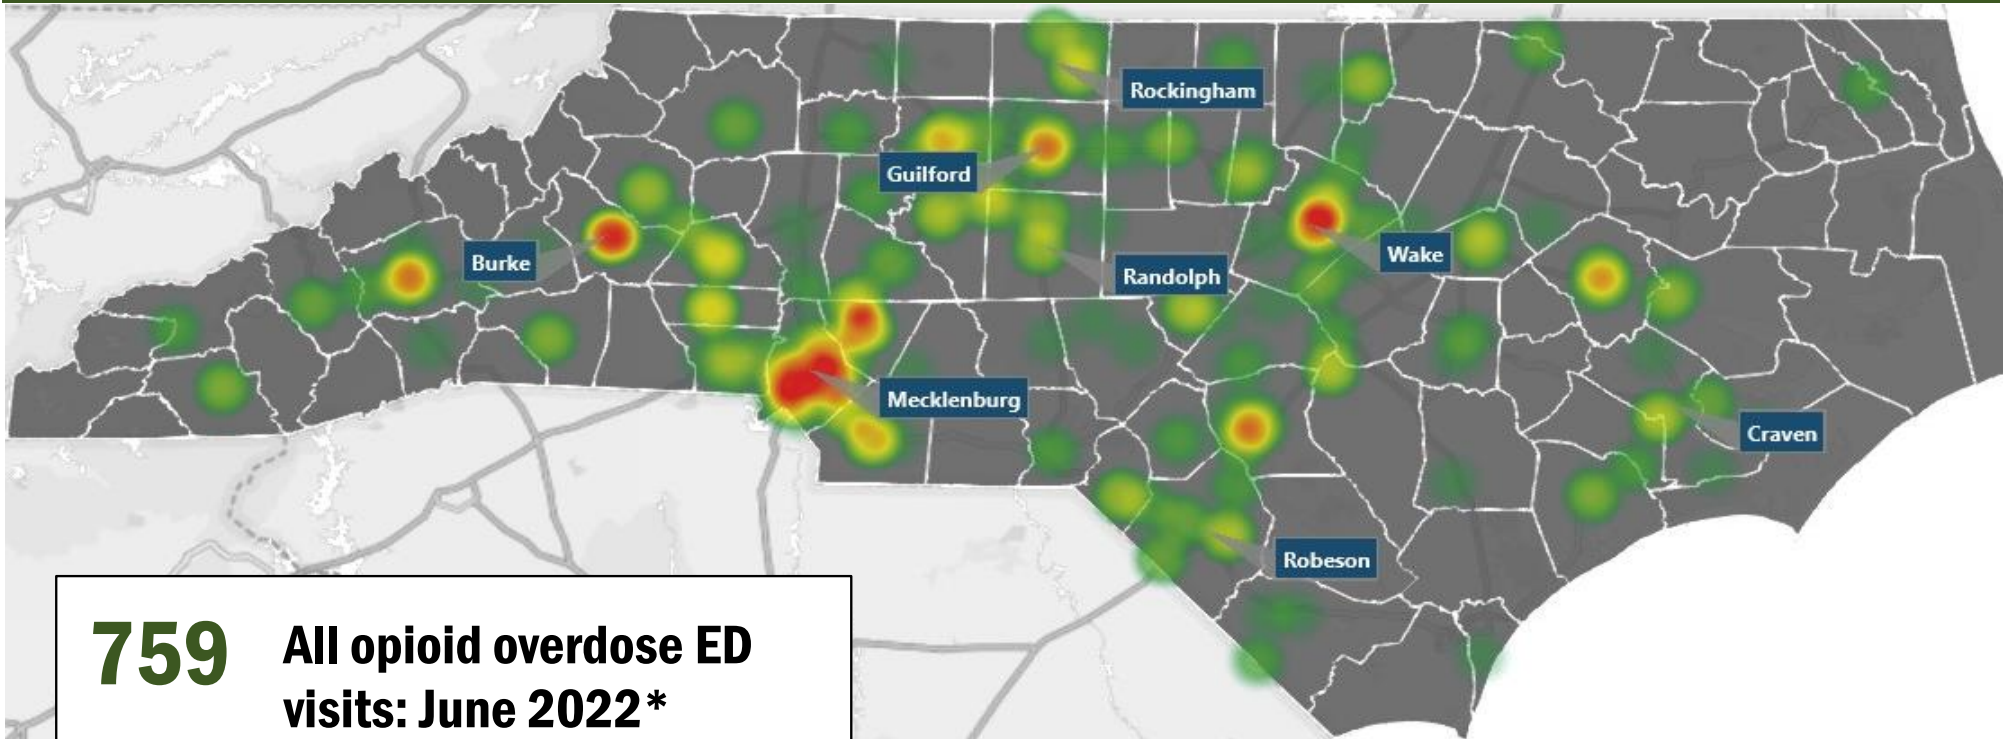 Rockingham
Guilford
Wake
Burke
Randolph
Mecklenburg
Craven
Robeson
759
All opioid overdose ED
visits: June 2022*